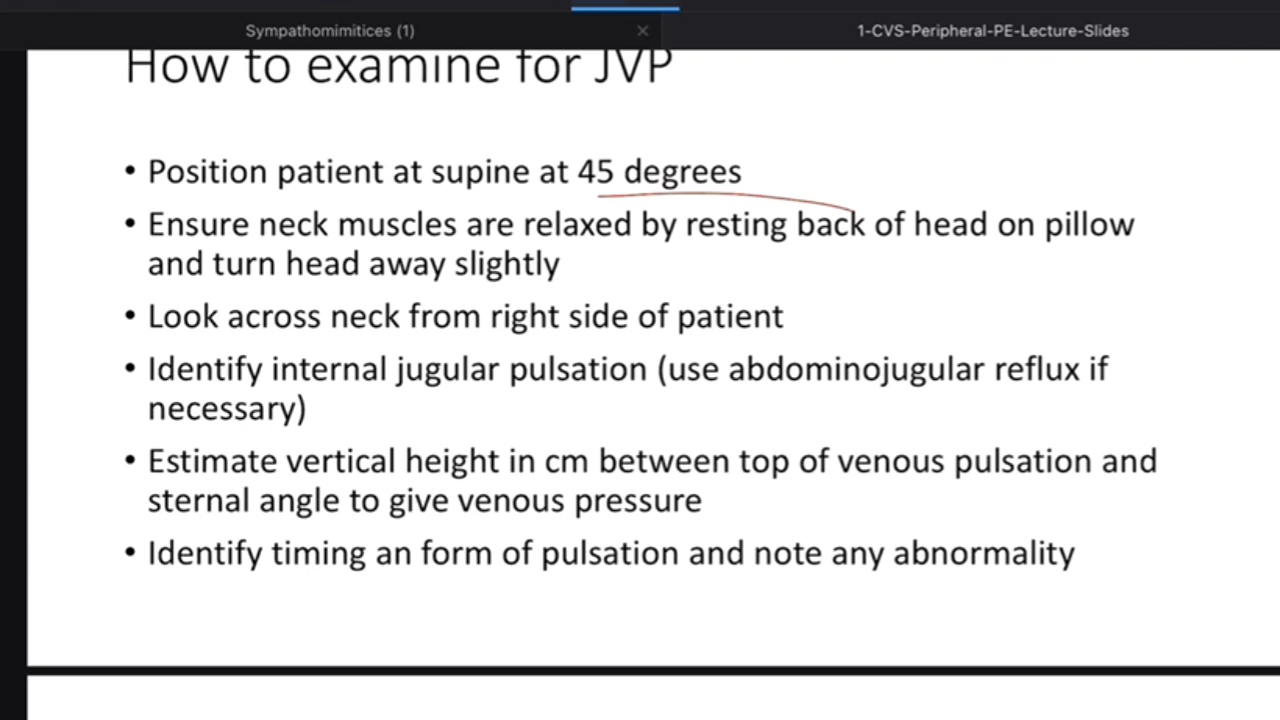 Sympathomimitices (1)
1-CVS-Peripheral-PE-Lecture-Slides
How to examine for JVP
• Position patient at supine at 45 degrees
• Ensure neck muscles are relaxed by resting back of head on pillow
and turn head away slightly
• Look across neck from right side of patient
• Identify internal jugular pulsation (use abdominojugular reflux if
necessary)
• Estimate vertical height in cm between top of venous pulsation and
sternal angle to give venous pressure
• Identify timing an form of pulsation and note any abnormality